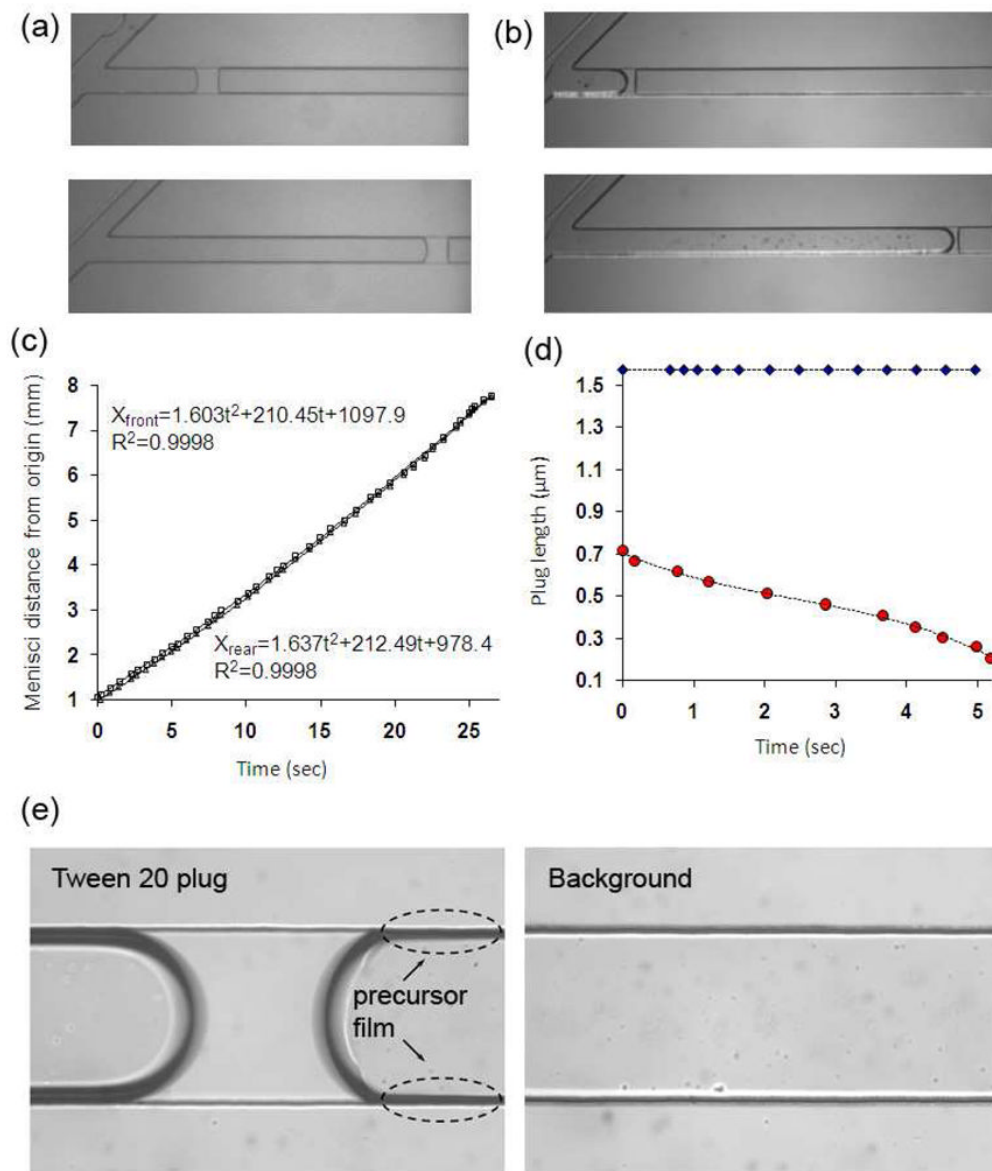 (a)
(b)
(c)
Menisci distance from origin (mm)
8
7
6
5
4
3
2
1
X_front=1.603t²+210.45t+1097.9
R²=0.9998
X_rear=1.637t²+212.49t+978.4
R²=0.9998
0 5 10 15 20 25
Time (sec)
(d)
Plug length (μm)
1.5
1.3
1.1
0.9
0.7
0.5
0.3
0.1
0 1 2 3 4 5
Time (sec)
(e)
Tween 20 plug
precursor
film
Background